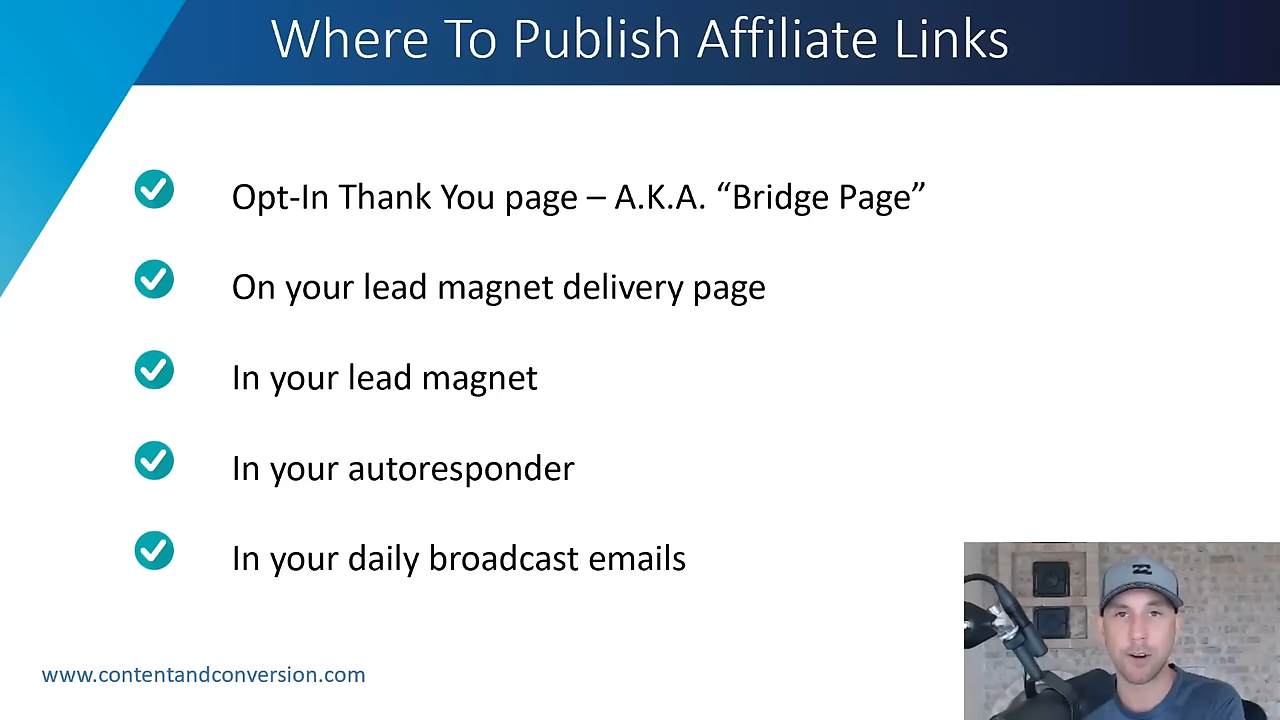 Where To Publish Affiliate Links
Opt-In Thank You page – A.K.A. “Bridge Page”
On your lead magnet delivery page
In your lead magnet
In your autoresponder
In your daily broadcast emails
www.contentandconversion.com